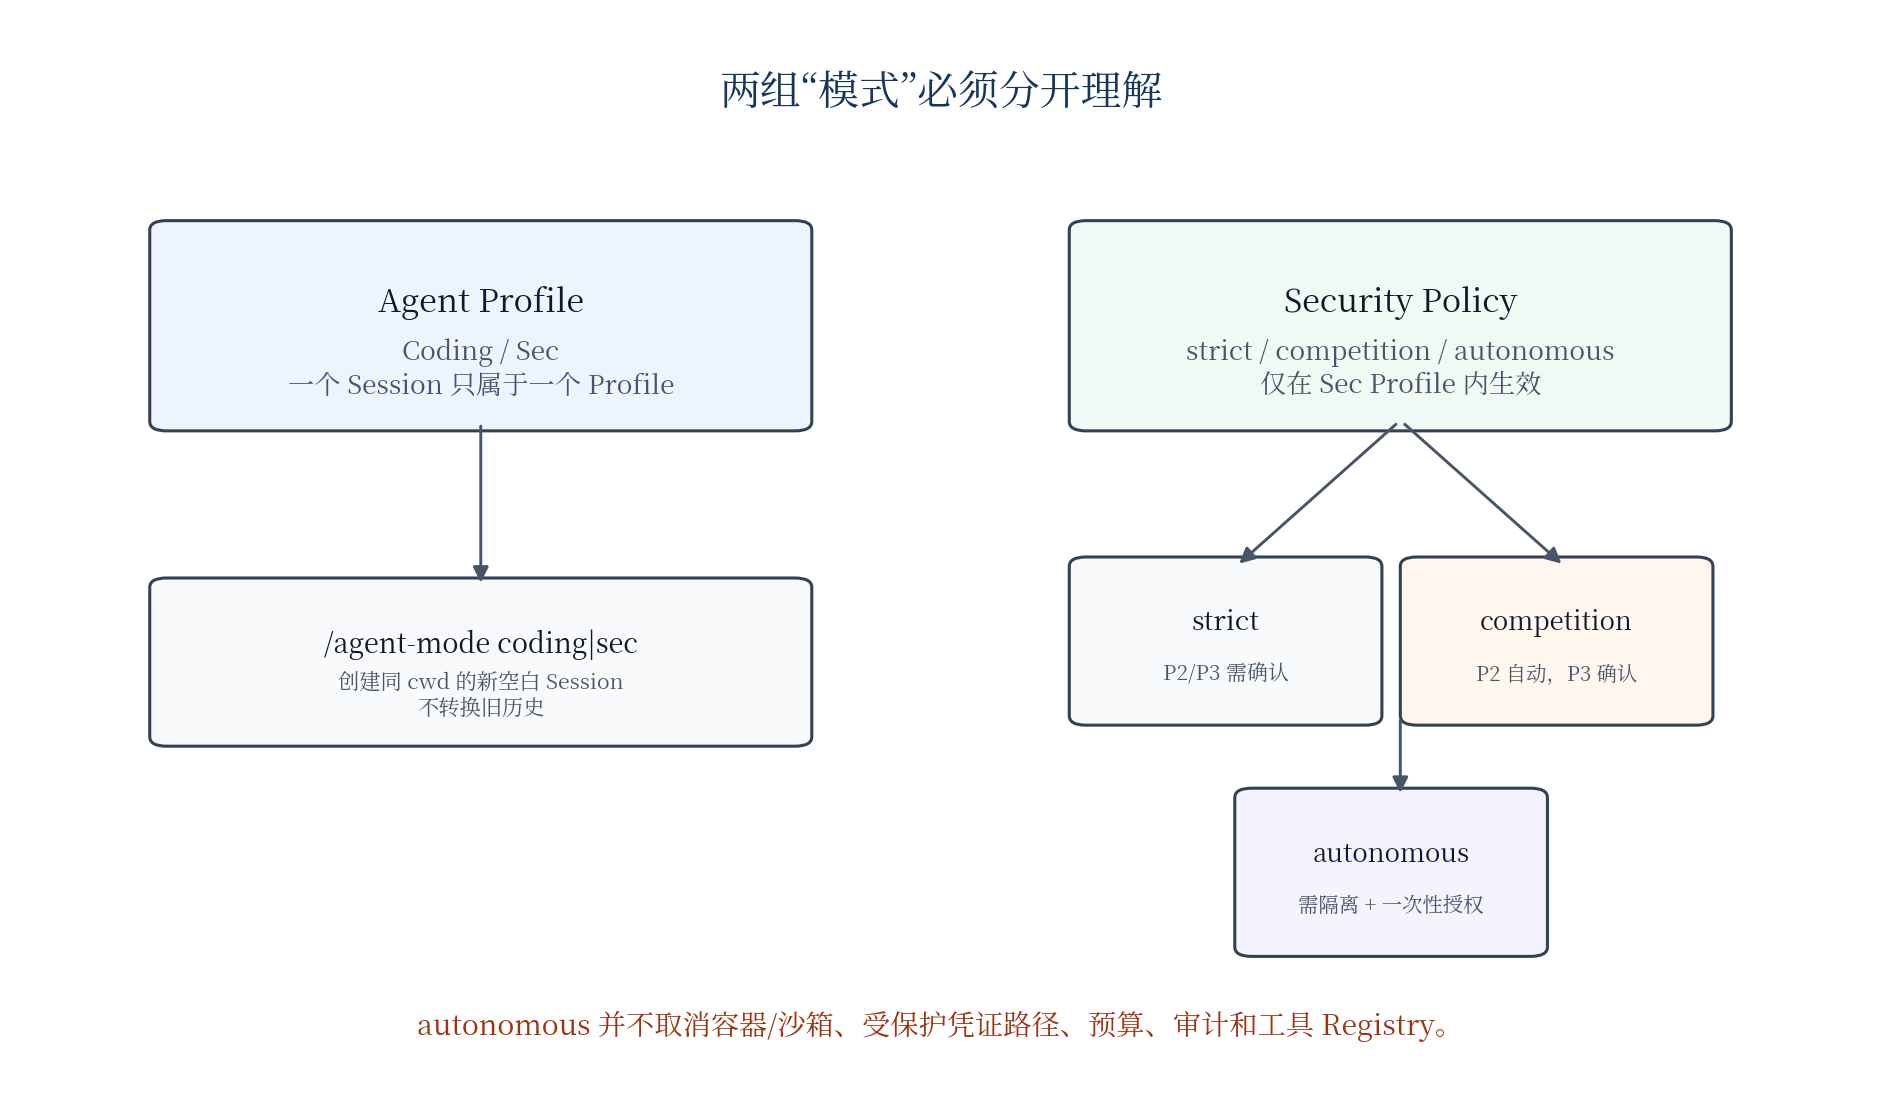 两组“模式”必须分开理解
Agent Profile
Coding / Sec
一个 Session 只属于一个 Profile
/agent-mode coding|sec
创建同 cwd 的新空白 Session
不转换旧历史
Security Policy
strict / competition / autonomous
仅在 Sec Profile 内生效
strict
P2/P3 需确认
competition
P2 自动，P3 确认
autonomous
需隔离 + 一次性授权
autonomous 并不取消容器/沙箱、受保护凭证路径、预算、审计和工具 Registry。